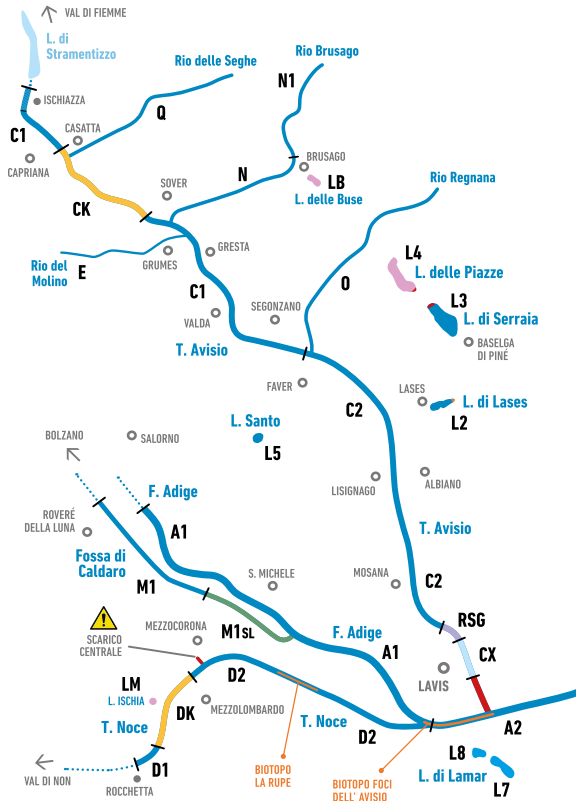 VAL DI FIEMME
L. di
Stramentizzo
Rio delle Seghe
Rio Brusago
N1
ISCHIAZZA
Q
C1
CASATTA
CAPRIANA
BRUSAGO
LB
L. delle Buse
SOVER
N
Rio Regnana
CK
GRESTA
GRUMES
Rio del
Molino
E
L4
L. delle Piazze
O
C1
L3
L. di Serraia
SEGONZANO
VALDA
BASELGA
DI PINÉ
T. Avisio
FAVER
LASES
L. di Lases
L2
C2
L. Santo
L5
BOLZANO
SALORNO
ALBIANO
LISIGNAGO
F. Adige
ROVERÉ
DELLA LUNA
A1
T. Avisio
Fossa di
Caldaro
M1
S. MICHELE
MOSANA
C2
MEZZOCORONA
M1SL
F. Adige
RSG
SCARICO
CENTRALE
A1
CX
LAVIS
D2
LM
L. ISCHIA
DK
MEZZOLOMBARDO
T. Noce
T. Noce
D2
A2
D1
VAL DI NON
ROCCHETTA
BIOTOPO
LA RUPE
BIOTOPO FOCI
DELL' AVISIO
L8
L. di Lamar
L7